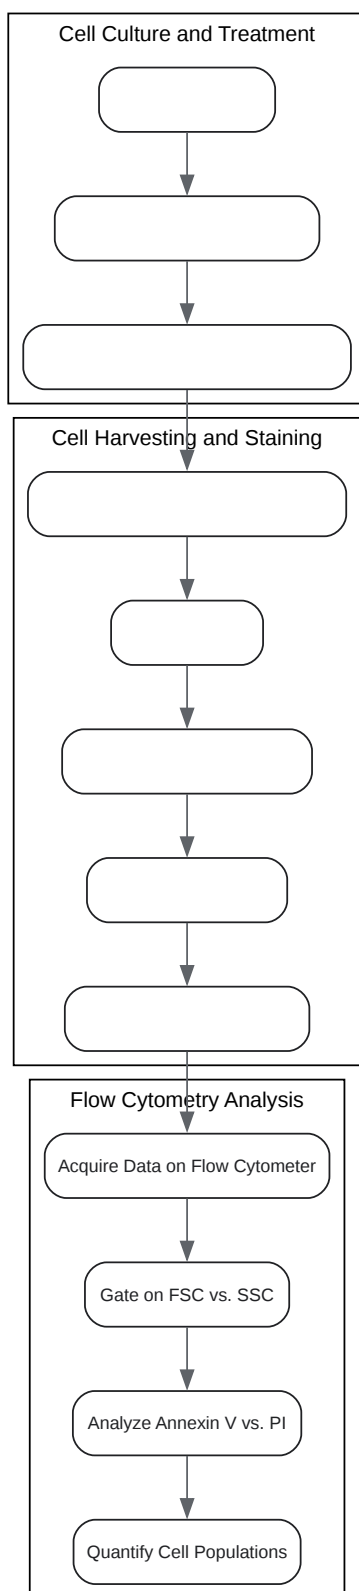 Cell Culture and Treatment
Cell Harvesting and Staining
Flow Cytometry Analysis
Acquire Data on Flow Cytometer
Gate on FSC vs. SSC
Analyze Annexin V vs. PI
Quantify Cell Populations